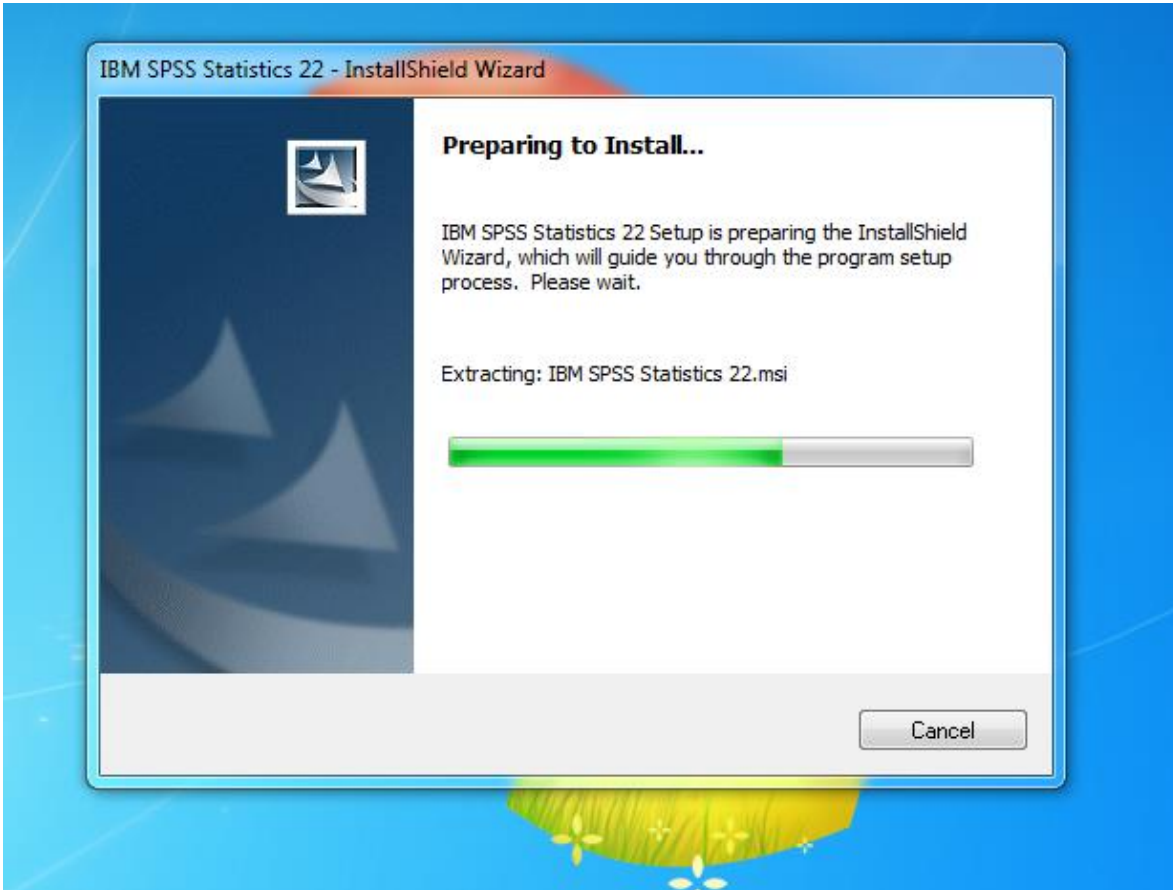 IBM SPSS Statistics 22 - InstallShield Wizard
Preparing to Install...
IBM SPSS Statistics 22 Setup is preparing the InstallShield
Wizard, which will guide you through the program setup
process.  Please wait.
Extracting: IBM SPSS Statistics 22.msi
Cancel